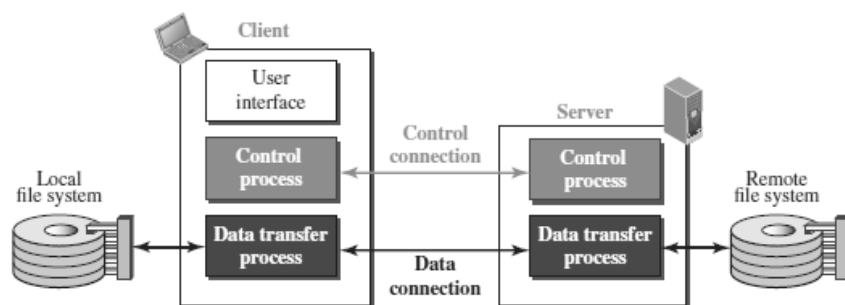 Client
User
interface
Server
Control
connection
Control
process
Control
process
Local
file system
Remote
file system
Data transfer
process
Data transfer
process
Data
connection